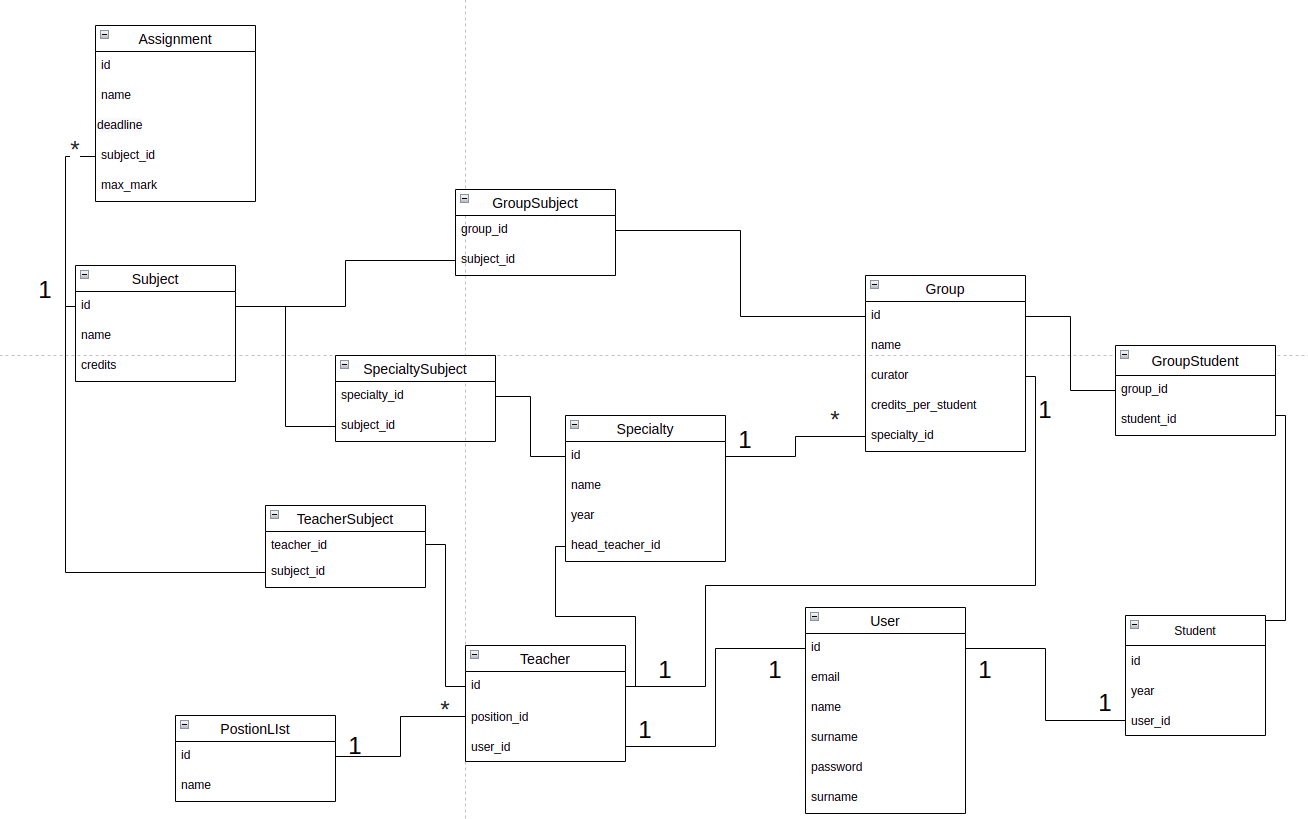 Assignment
id
name
deadline
*
subject_id
max_mark
GroupSubject
group_id
subject_id
Subject
1
id
name
credits
Group
id
name
curator
credits_per_student
specialty_id
1
GroupStudent
group_id
student_id
SpecialtySubject
specialty_id
subject_id
Specialty
1
*
id
name
year
head_teacher_id
TeacherSubject
teacher_id
subject_id
Teacher
id
position_id
user_id
1
1
*
PostionLIst
1
id
name
User
1
id
email
name
surname
password
surname
1
Student
id
year
1
user_id